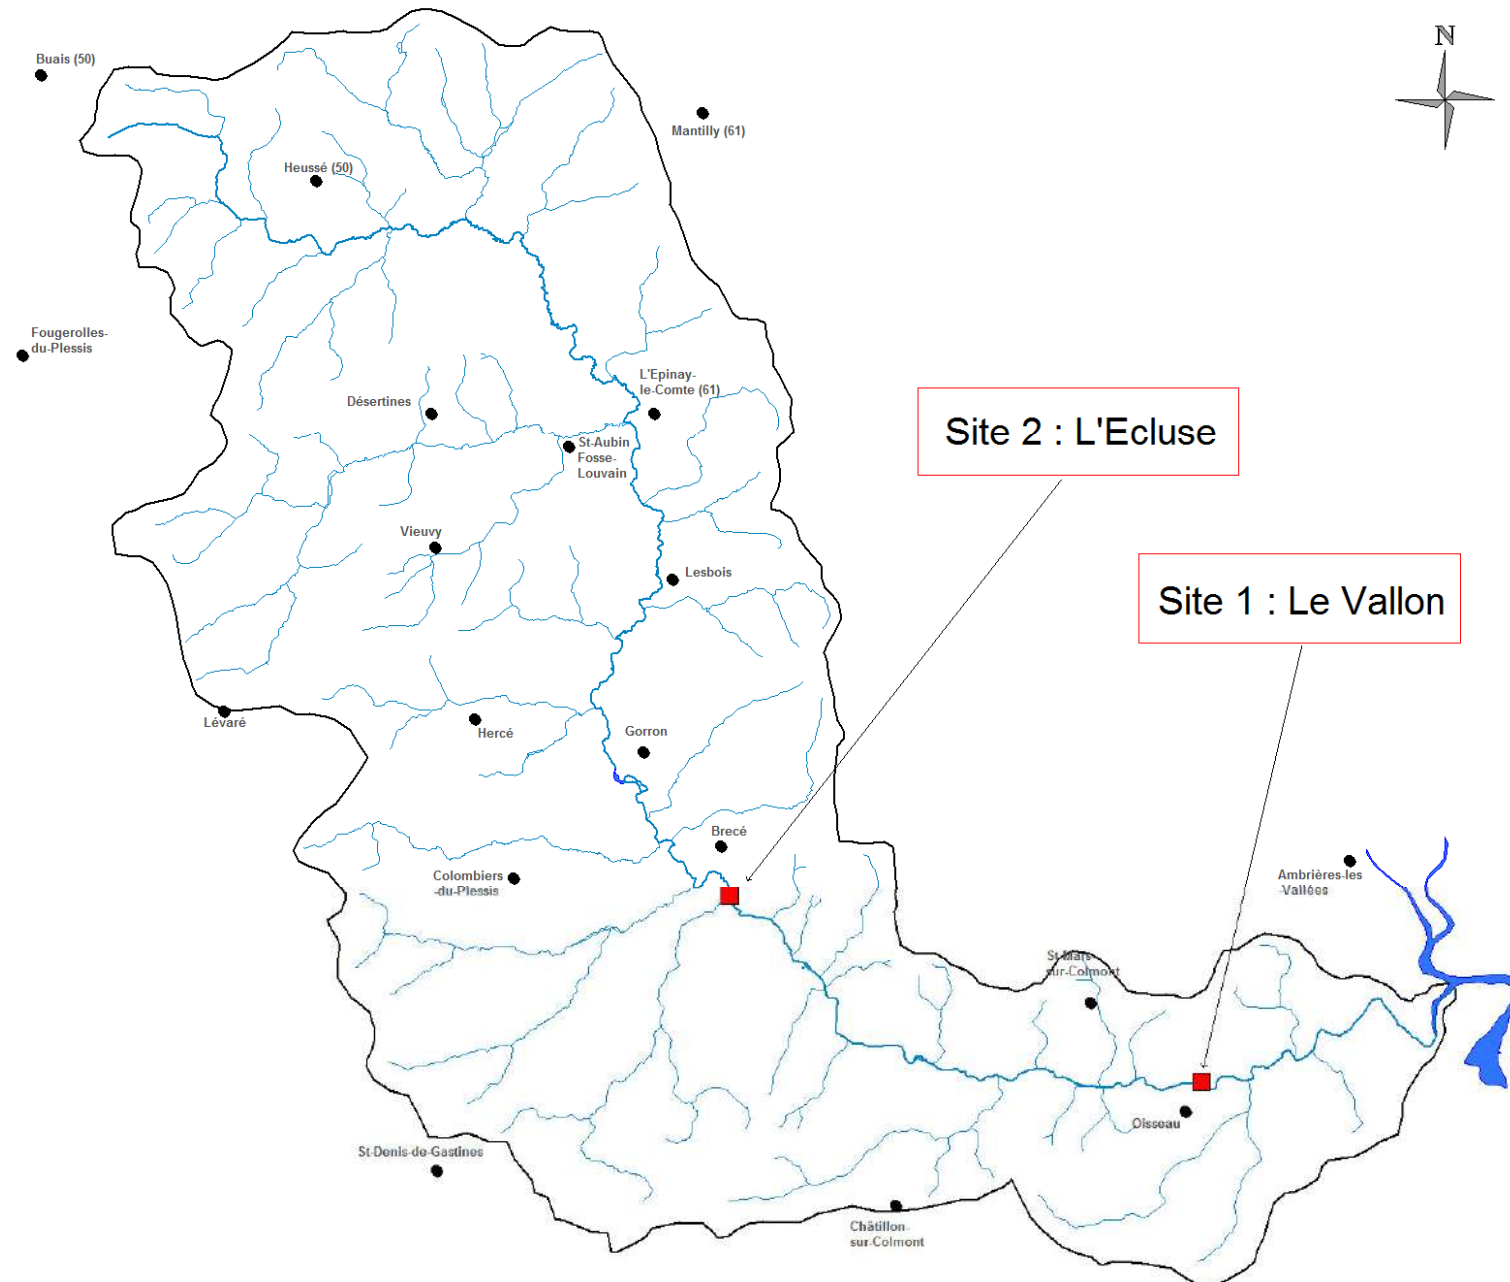 N
Buais (50)
Mantilly (61)
Heussé (50)
Fougerolles-
du-Plessis
L'Epinay-
le-Comte (61)
Désertines
Site 2 : L'Ecluse
St-Aubin
Fosse-
Louvain
Vieuvy
Lesbois
Site 1 : Le Vallon
Lévaré
Hercé
Gorron
Brecé
Colombiers
-du-Plessis
Ambrières-les
-Vallées
St-Mars-
sur-Colmont
Oisseau
St-Denis-de-Gastines
Châtillon-
sur-Colmont